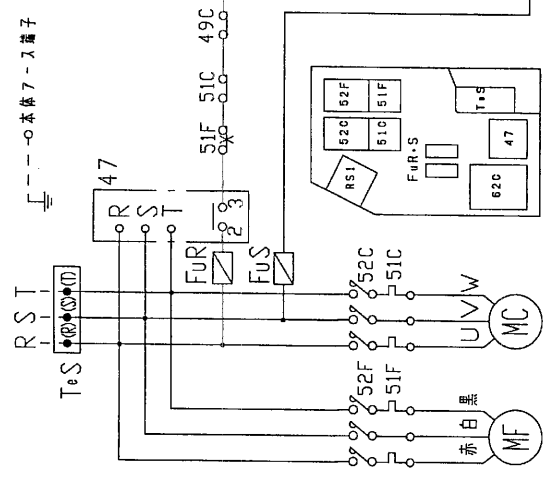 本体アース端子
49C
51C
51F
47
R
S
T
2 3
FuR
FuS
R S T
(R) (S) (T)
TeS
52C
51C
U V W
MC
52F
51F
赤 白 黒
MF
52F
51F
52C
51C
RS1
FuR・S
TeS
47
62C